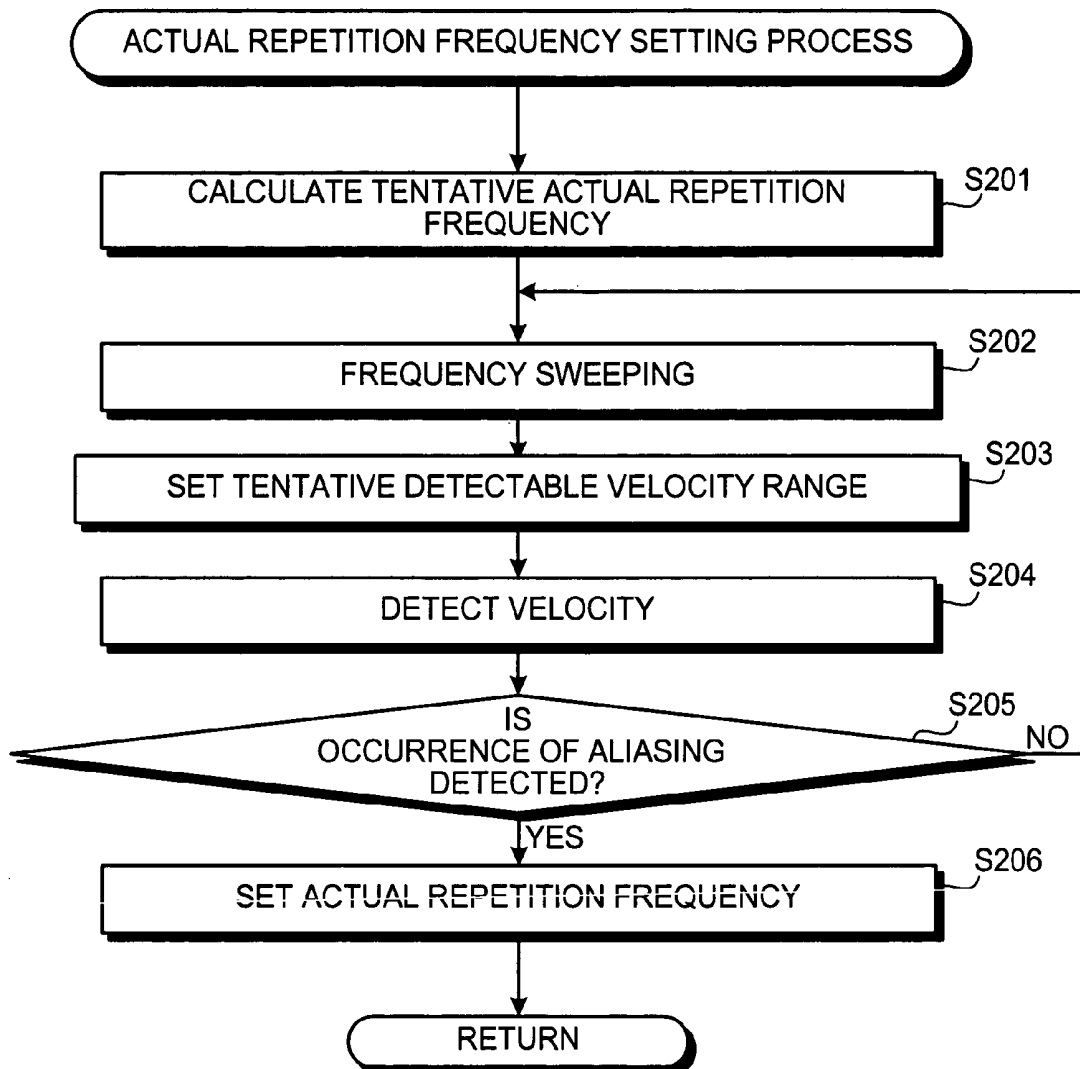 ACTUAL REPETITION FREQUENCY SETTING PROCESS
CALCULATE TENTATIVE ACTUAL REPETITION
FREQUENCY
S201
FREQUENCY SWEEPING
S202
SET TENTATIVE DETECTABLE VELOCITY RANGE
S203
DETECT VELOCITY
S204
IS
OCCURRENCE OF ALIASING
DETECTED?
S205
NO
YES
SET ACTUAL REPETITION FREQUENCY
S206
RETURN